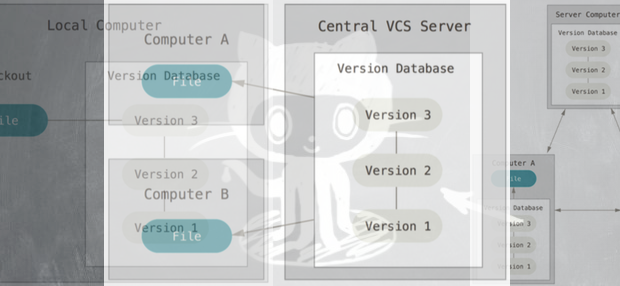 Local Computer
ckout
File
Version Database
Version 3
Version 2
Version 1
Computer A
File
Computer B
File
Central VCS Server
Version Database
Version 3
Version 2
Version 1
Server Computer
Version Database
Version 3
Version 2
Version 1
Computer A
File
Database
Version 3
Version 2
Version 1